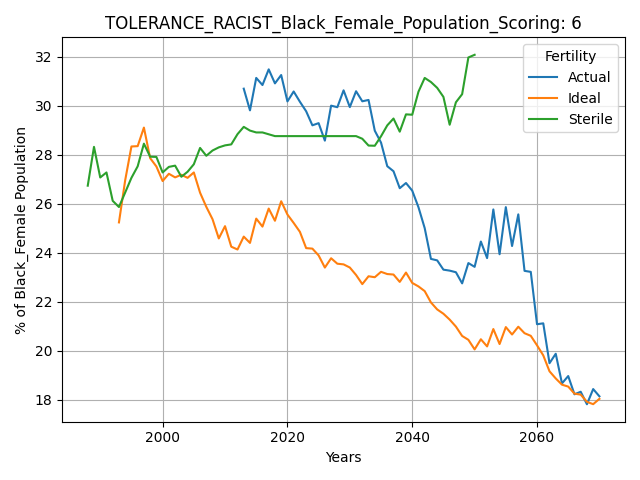 TOLERANCE_RACIST_Black_Female_Population_Scoring: 6
% of Black_Female Population
32
30
28
26
24
22
20
18
Fertility
Actual
Ideal
Sterile
2000
2020
2040
2060
Years